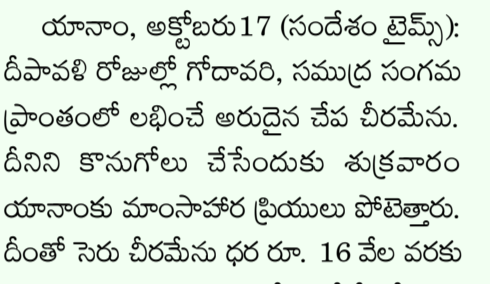 యానాం, అక్టోబరు 17 (సందేశం టైమ్స్):
దీపావళి రోజుల్లో గోదావరి, సముద్ర సంగమ
ప్రాంతంలో లభించే అరుదైన చేప చీరమేను.
దీనిని కొనుగోలు చేసేందుకు శుక్రవారం
యానాంకు మాంసాహార ప్రియులు పోటెత్తారు.
దీంతో సెరు చీరమేను ధర రూ. 16 వేల వరకు